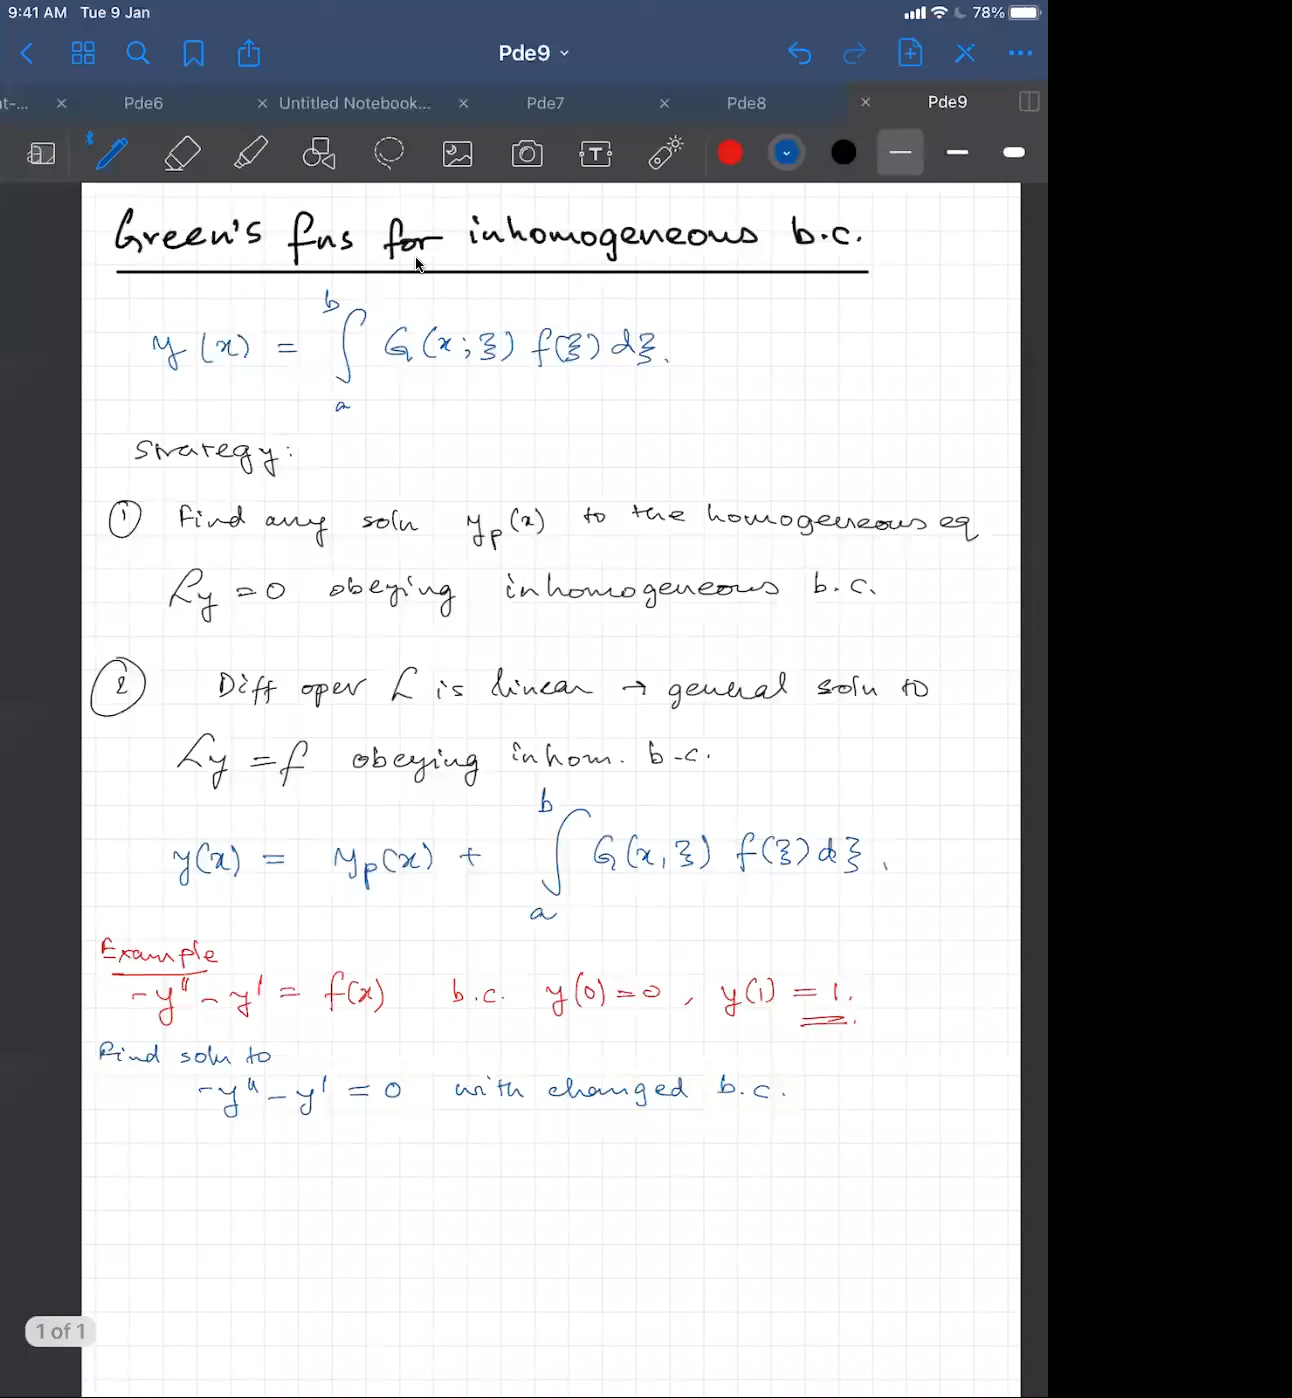 9:41 AM Tue 9 Jan
78%
Pde9
t-...
Pde6
Untitled Notebook...
Pde7
Pde8
Pde9
Green's fns for inhomogeneous b.c.
y(x) = ∫_a^b G(x;ξ) f(ξ) dξ.
Strategy:
① Find any soln y_p(x) to the homogeneous eq
Ly = 0 obeying inhomogeneous b.c.
② Diff oper L is linear → general soln to
Ly = f obeying inhom. b.c.
y(x) = y_p(x) + ∫_a^b G(x,ξ) f(ξ) dξ.
Example
-y'' - y' = f(x) b.c. y(0) = 0, y(1) = 1.
Find soln to
-y'' - y' = 0 with changed b.c.
1 of 1